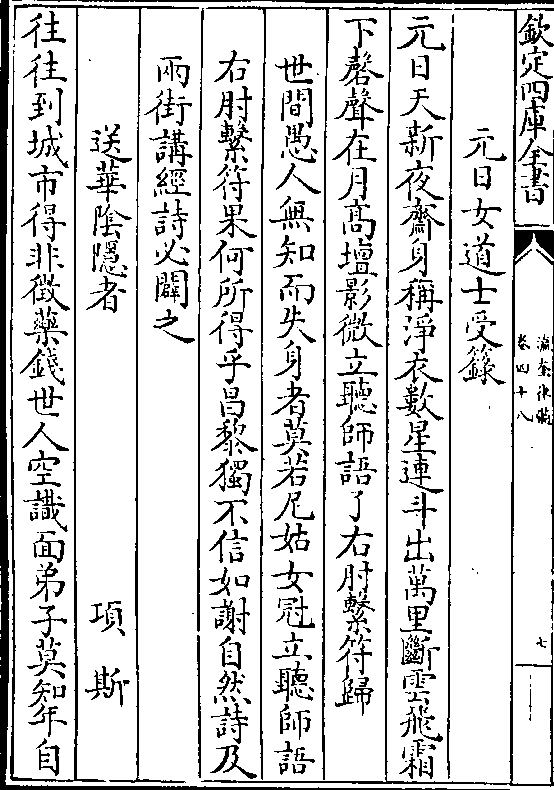 欽定四庫全書
瀛奎律髓
卷四十八
七
元日女道士受籙
元日天新夜齋身稱淨衣數星連斗出萬里斷雲飛霜
下磬聲在月高壇影微立聽師語了右肘繫符歸
世間愚人無知而失身者莫若尼姑女冠立聽師語
右肘繫符果何所得乎昌黎獨不信如謝自然詩及
兩街講經詩必闢之
送華陰隱者 項斯
往往到城市得非徵藥錢世人空識面弟子莫知年自